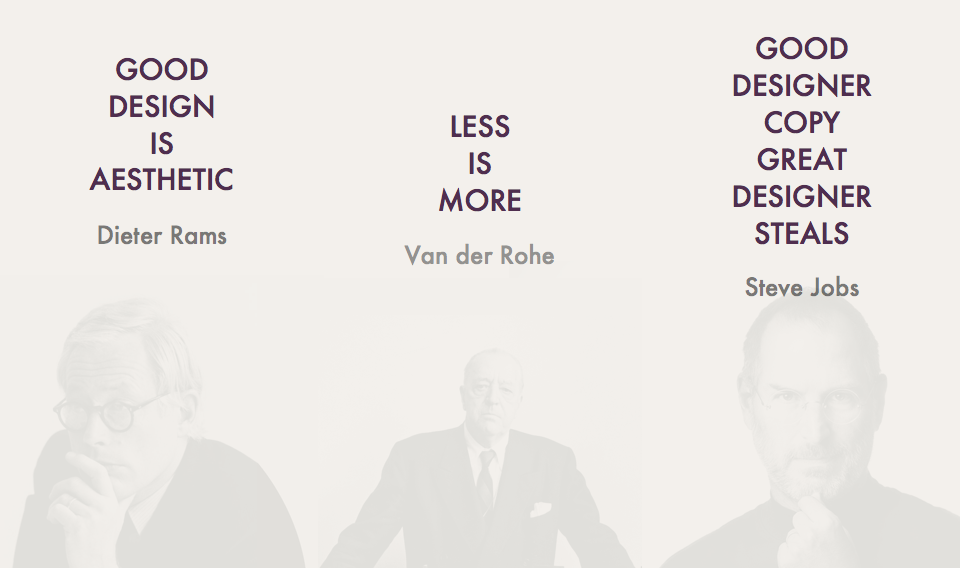 GOOD
DESIGN
IS
AESTHETIC
Dieter Rams
LESS
IS
MORE
Van der Rohe
GOOD
DESIGNER
COPY
GREAT
DESIGNER
STEALS
Steve Jobs